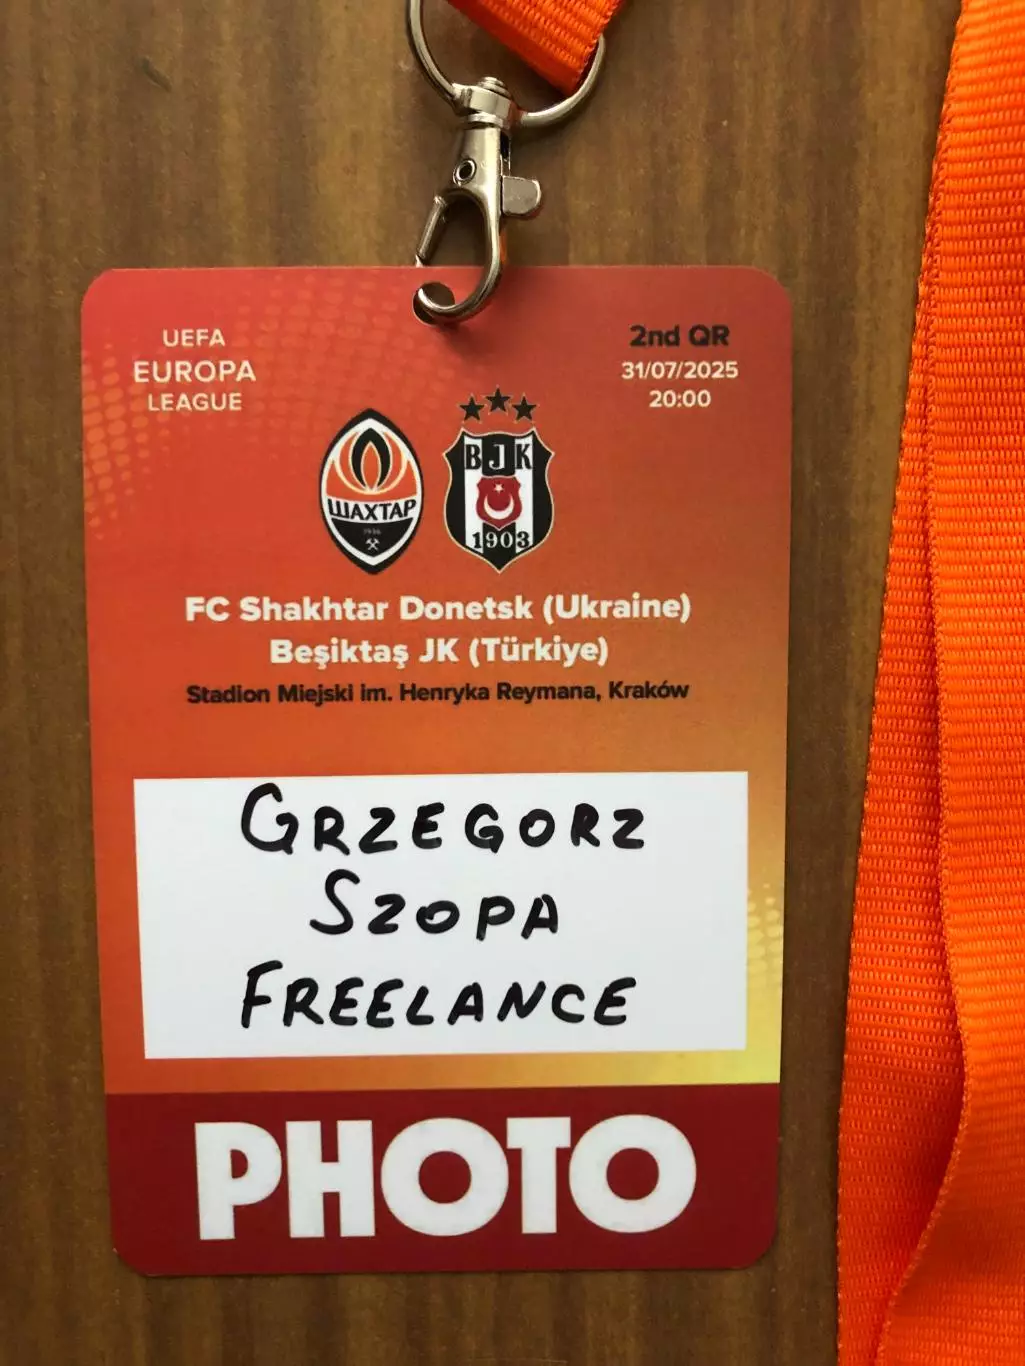 UEFA
EUROPA
LEAGUE
2nd QR
31/07/2025
20:00
ШАХТАР
1936
BJK
1903
FC Shakhtar Donetsk (Ukraine)
Beşiktaş JK (Türkiye)
Stadion Miejski im. Henryka Reymana, Kraków
GRZEGORZ
SZOPA
FREELANCE
PHOTO